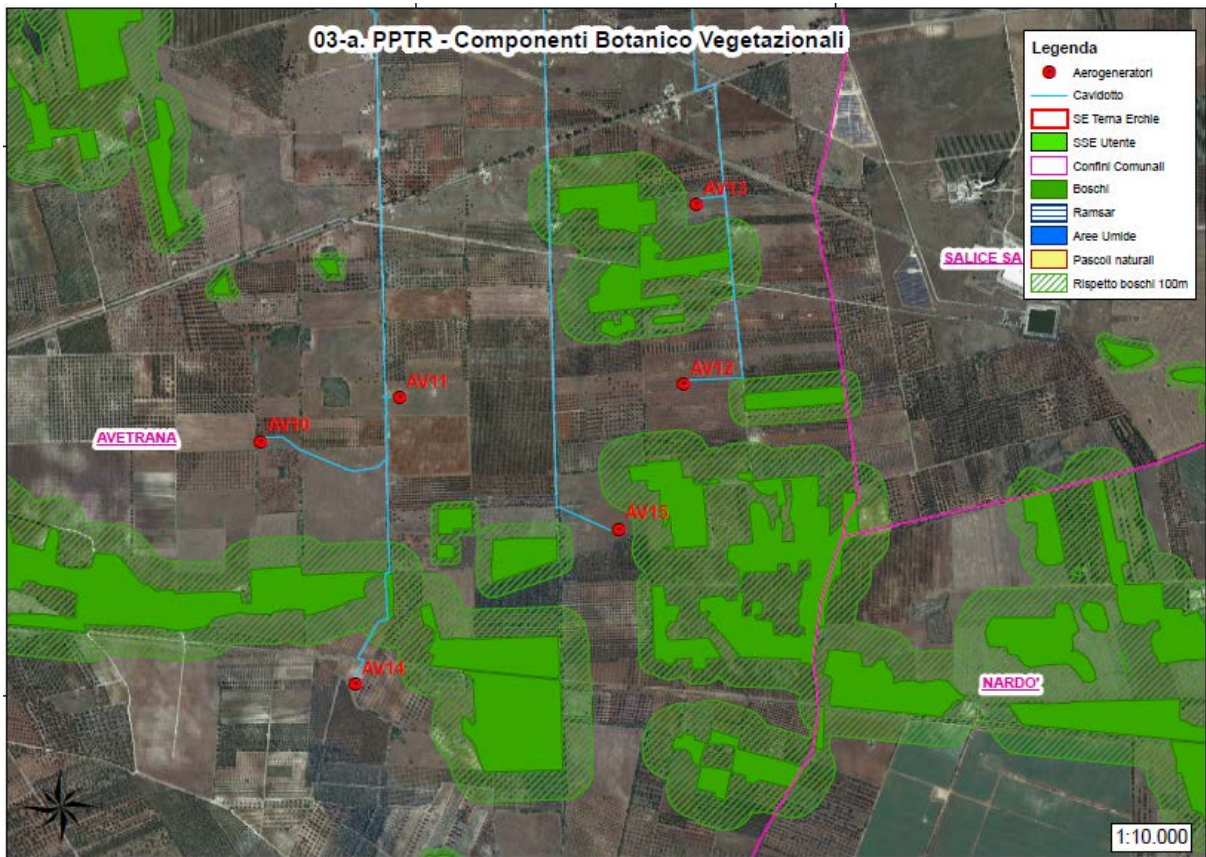 03-a. PPTR - Componenti Botanico Vegetazionali
Legenda
Aerogeneratori
Cavidotto
SE Terna Erchie
SSE Utente
Confini Comunali
Boschi
Ramsar
Aree Umide
Pascoli naturali
Rispetto boschi 100m
AV13
SALICE SA
AV12
AV11
AV10
AVETRANA
AV15
AV14
NARDO'
1:10.000